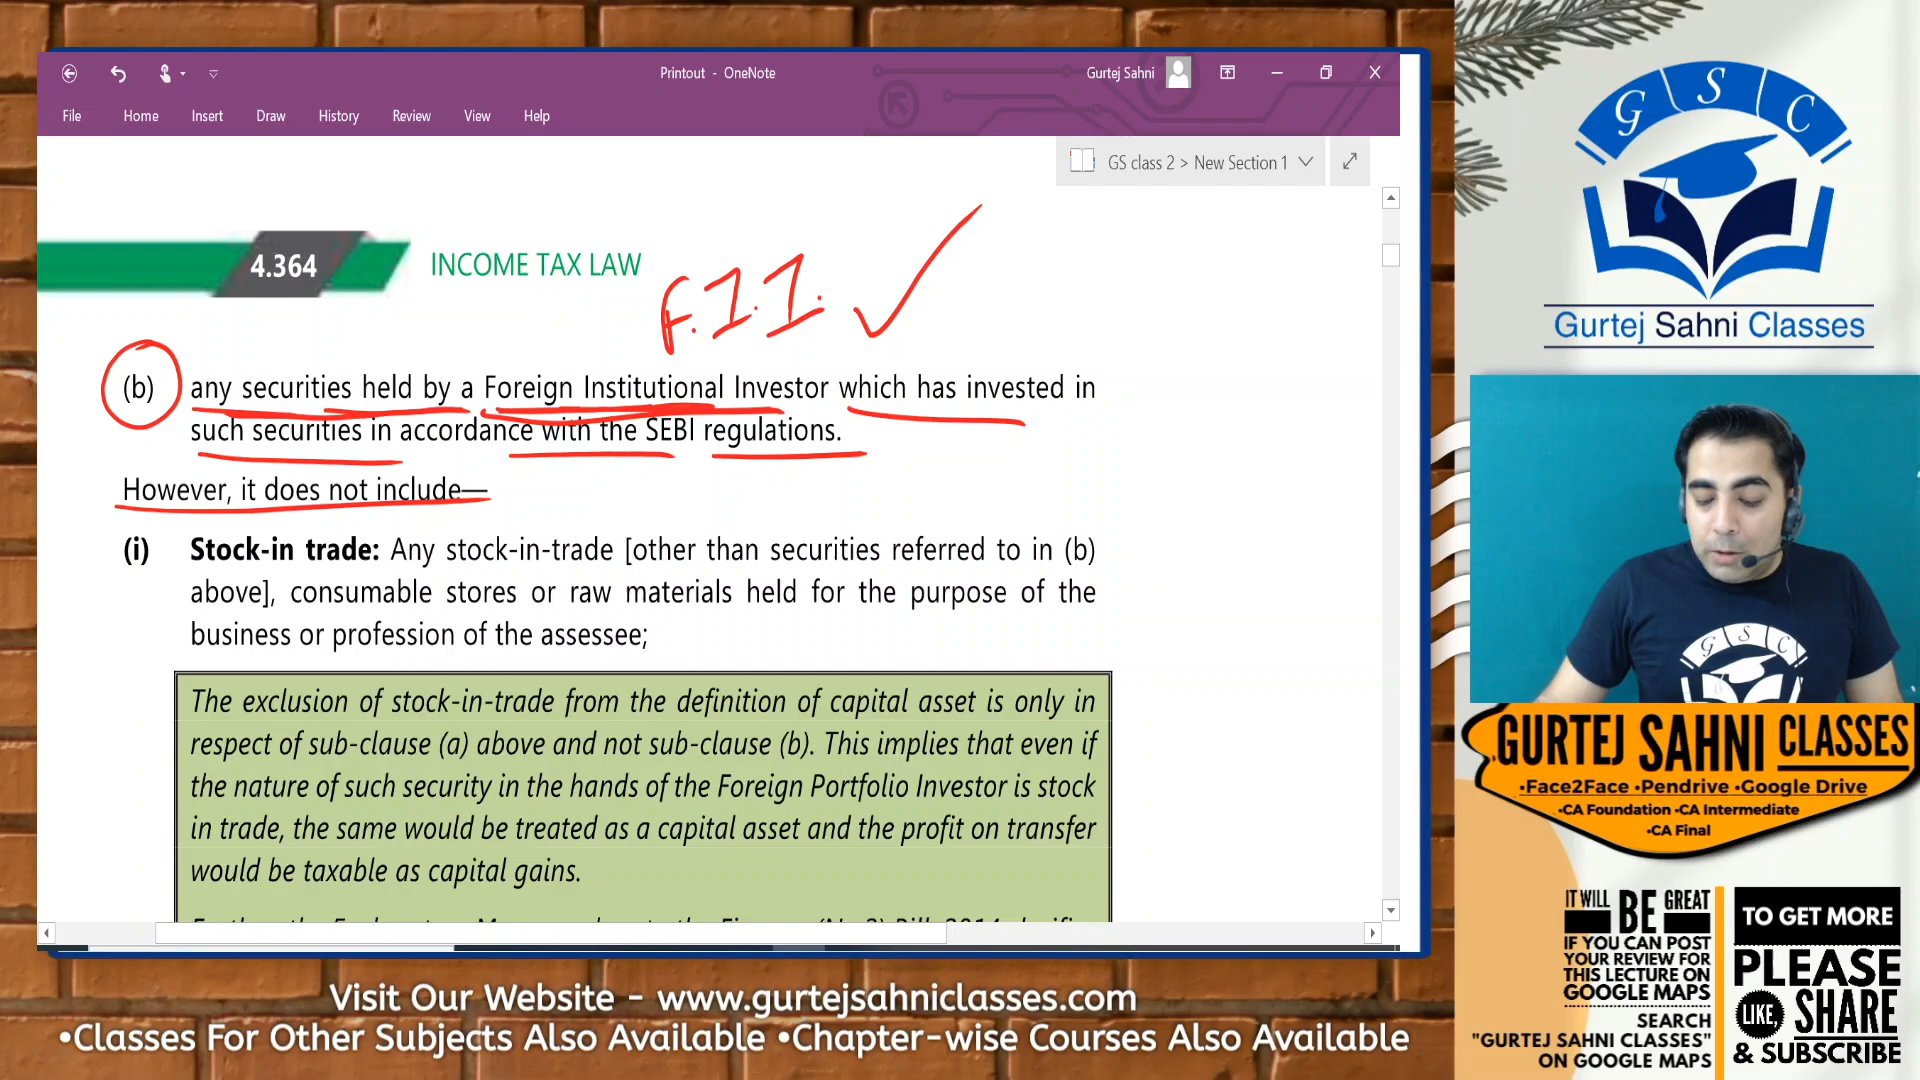 Printout - OneNote
Gurtej Sahni
File Home Insert Draw History Review View Help
GS class 2 > New Section 1
4.364 INCOME TAX LAW
F.I.I.
(b) any securities held by a Foreign Institutional Investor which has invested in
such securities in accordance with the SEBI regulations.
However, it does not include—
(i) Stock-in trade: Any stock-in-trade [other than securities referred to in (b)
above], consumable stores or raw materials held for the purpose of the
business or profession of the assessee;
The exclusion of stock-in-trade from the definition of capital asset is only in
respect of sub-clause (a) above and not sub-clause (b). This implies that even if
the nature of such security in the hands of the Foreign Portfolio Investor is stock
in trade, the same would be treated as a capital asset and the profit on transfer
would be taxable as capital gains.
G S C
Gurtej Sahni Classes
G S C
GURTEJ SAHNI CLASSES
•Face2Face •Pendrive •Google Drive
•CA Foundation •CA Intermediate
•CA Final
IT WILL BE GREAT
IF YOU CAN POST
YOUR REVIEW FOR
THIS LECTURE ON
GOOGLE MAPS
SEARCH
"GURTEJ SAHNI CLASSES"
ON GOOGLE MAPS
TO GET MORE
PLEASE
LIKE, SHARE
& SUBSCRIBE
Visit Our Website - www.gurtejsahniclasses.com
•Classes For Other Subjects Also Available •Chapter-wise Courses Also Available